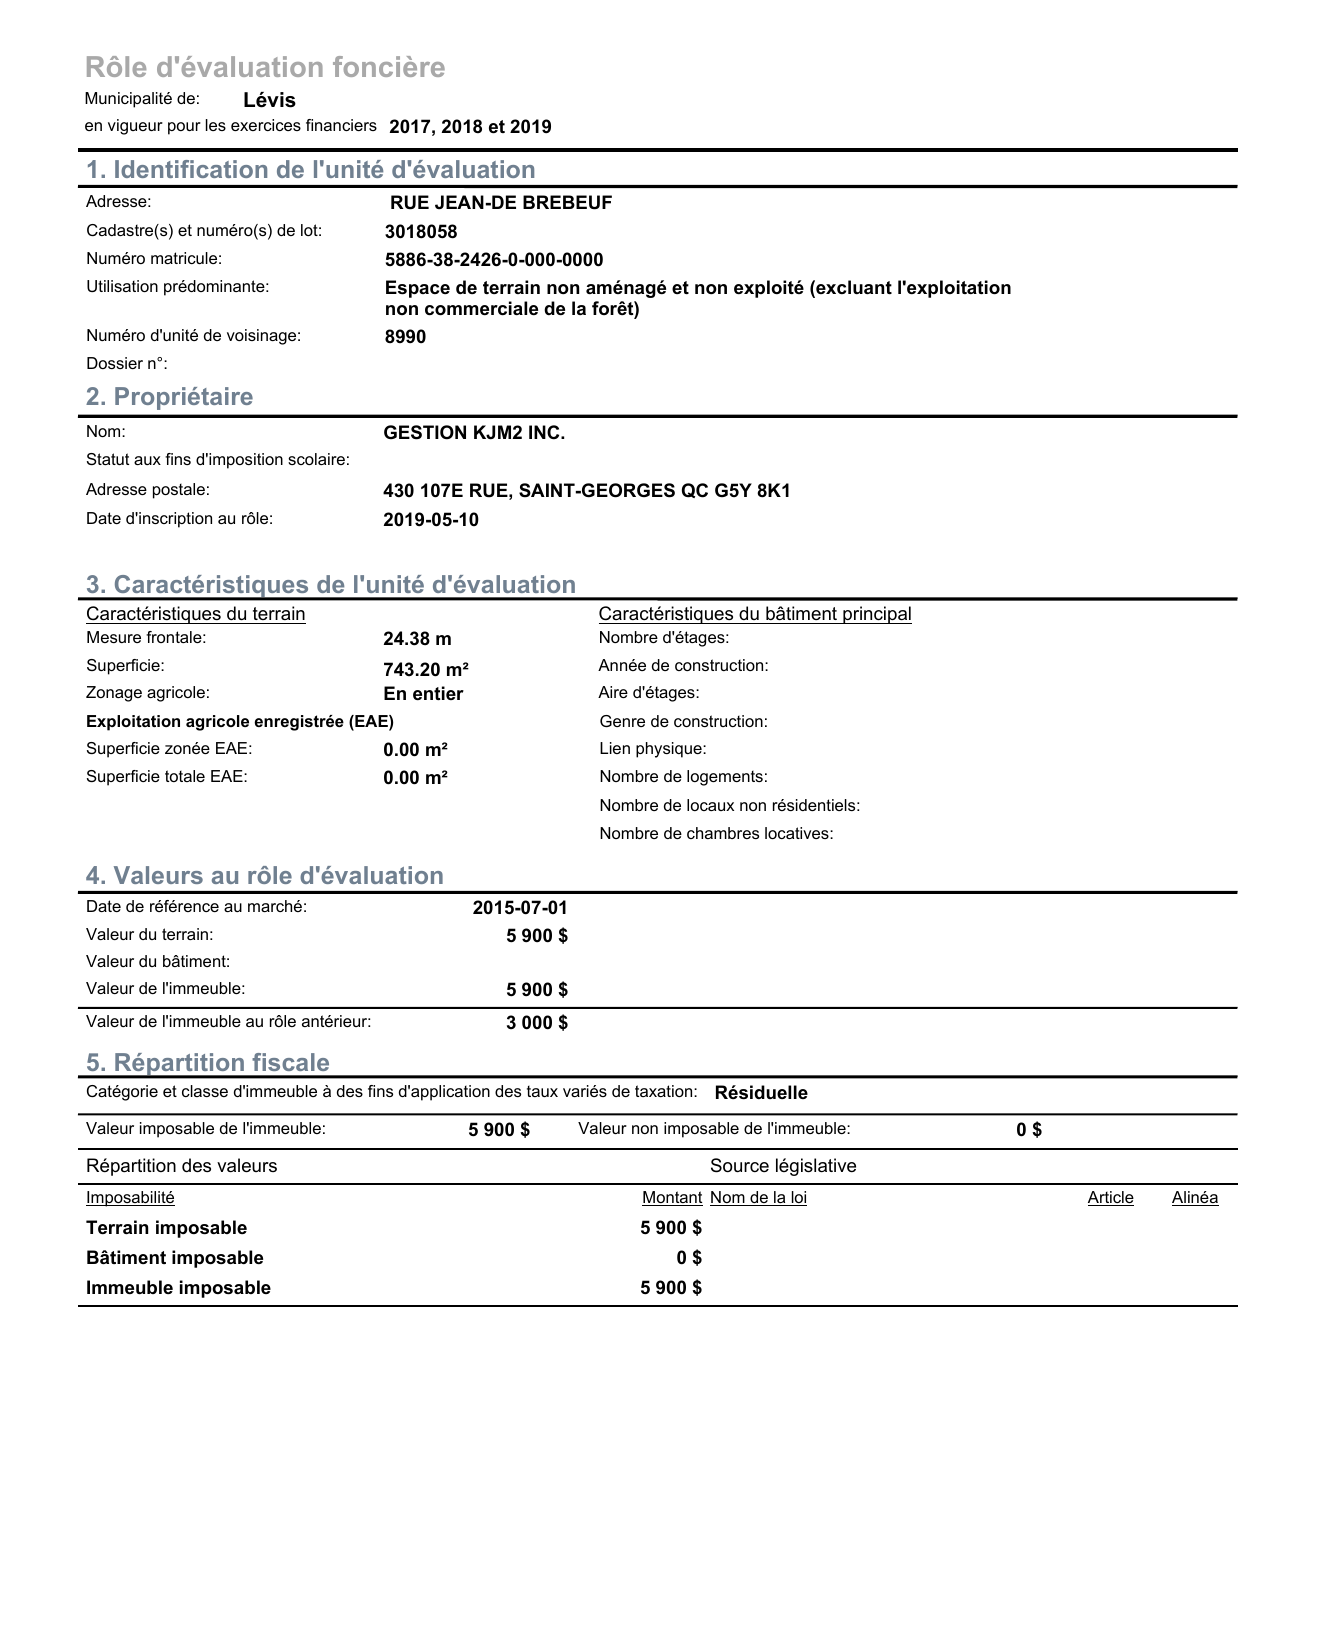 Rôle d'évaluation foncière
Municipalité de: Lévis
en vigueur pour les exercices financiers 2017, 2018 et 2019
1. Identification de l'unité d'évaluation
Adresse: RUE JEAN-DE BREBEUF
Cadastre(s) et numéro(s) de lot: 3018058
Numéro matricule: 5886-38-2426-0-000-0000
Utilisation prédominante: Espace de terrain non aménagé et non exploité (excluant l'exploitation
non commerciale de la forêt)
Numéro d'unité de voisinage: 8990
Dossier n°:
2. Propriétaire
Nom: GESTION KJM2 INC.
Statut aux fins d'imposition scolaire:
Adresse postale: 430 107E RUE, SAINT-GEORGES QC G5Y 8K1
Date d'inscription au rôle: 2019-05-10
3. Caractéristiques de l'unité d'évaluation
Caractéristiques du terrain Caractéristiques du bâtiment principal
Mesure frontale: 24.38 m Nombre d'étages:
Superficie: 743.20 m² Année de construction:
Zonage agricole: En entier Aire d'étages:
Exploitation agricole enregistrée (EAE) Genre de construction:
Superficie zonée EAE: 0.00 m² Lien physique:
Superficie totale EAE: 0.00 m² Nombre de logements:
Nombre de locaux non résidentiels:
Nombre de chambres locatives:
4. Valeurs au rôle d'évaluation
Date de référence au marché: 2015-07-01
Valeur du terrain: 5 900 $
Valeur du bâtiment:
Valeur de l'immeuble: 5 900 $
Valeur de l'immeuble au rôle antérieur: 3 000 $
5. Répartition fiscale
Catégorie et classe d'immeuble à des fins d'application des taux variés de taxation: Résiduelle
Valeur imposable de l'immeuble: 5 900 $ Valeur non imposable de l'immeuble: 0 $
Répartition des valeurs Source législative
Imposabilité Montant Nom de la loi Article Alinéa
Terrain imposable 5 900 $
Bâtiment imposable 0 $
Immeuble imposable 5 900 $